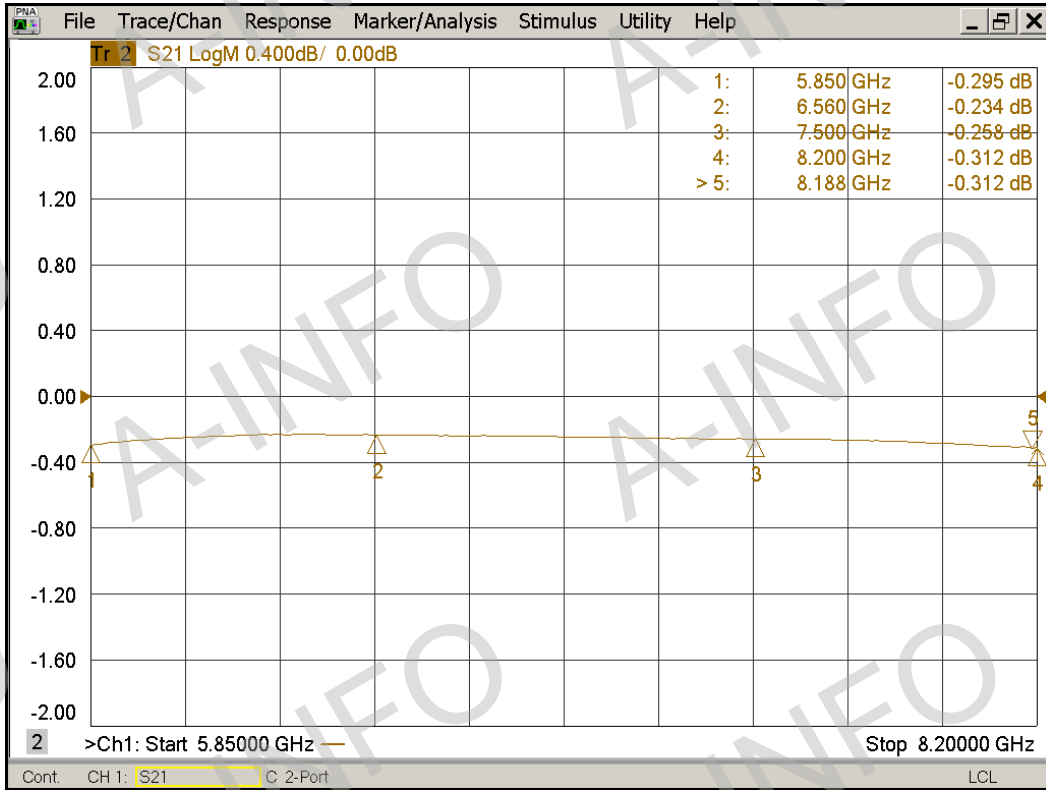 PNA
File Trace/Chan Response Marker/Analysis Stimulus Utility Help
Tr 2 S21 LogM 0.400dB/ 0.00dB
2.00
1.60
1.20
0.80
0.40
0.00
-0.40
-0.80
-1.20
-1.60
-2.00
1: 5.850 GHz -0.295 dB
2: 6.560 GHz -0.234 dB
3: 7.500 GHz -0.258 dB
4: 8.200 GHz -0.312 dB
> 5: 8.188 GHz -0.312 dB
1
2
3
5
4
2 >Ch1: Start 5.85000 GHz Stop 8.20000 GHz
Cont. CH 1: S21 C 2-Port LCL
A-INFO
A-INFO
A-INFO
A-INFO
A-INFO
A-INFO